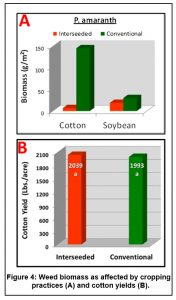 A
P. amaranth
Interseeded
Conventional
Biomass (g/m²)
150
100
50
0
Cotton
Soybean
B
Cotton Yield (Lbs./acre)
2100
1800
1500
1200
900
600
300
0
2039
a
1993
a
Interseeded
Conventional
Figure 4: Weed biomass as affected by cropping
practices (A) and cotton yields (B).